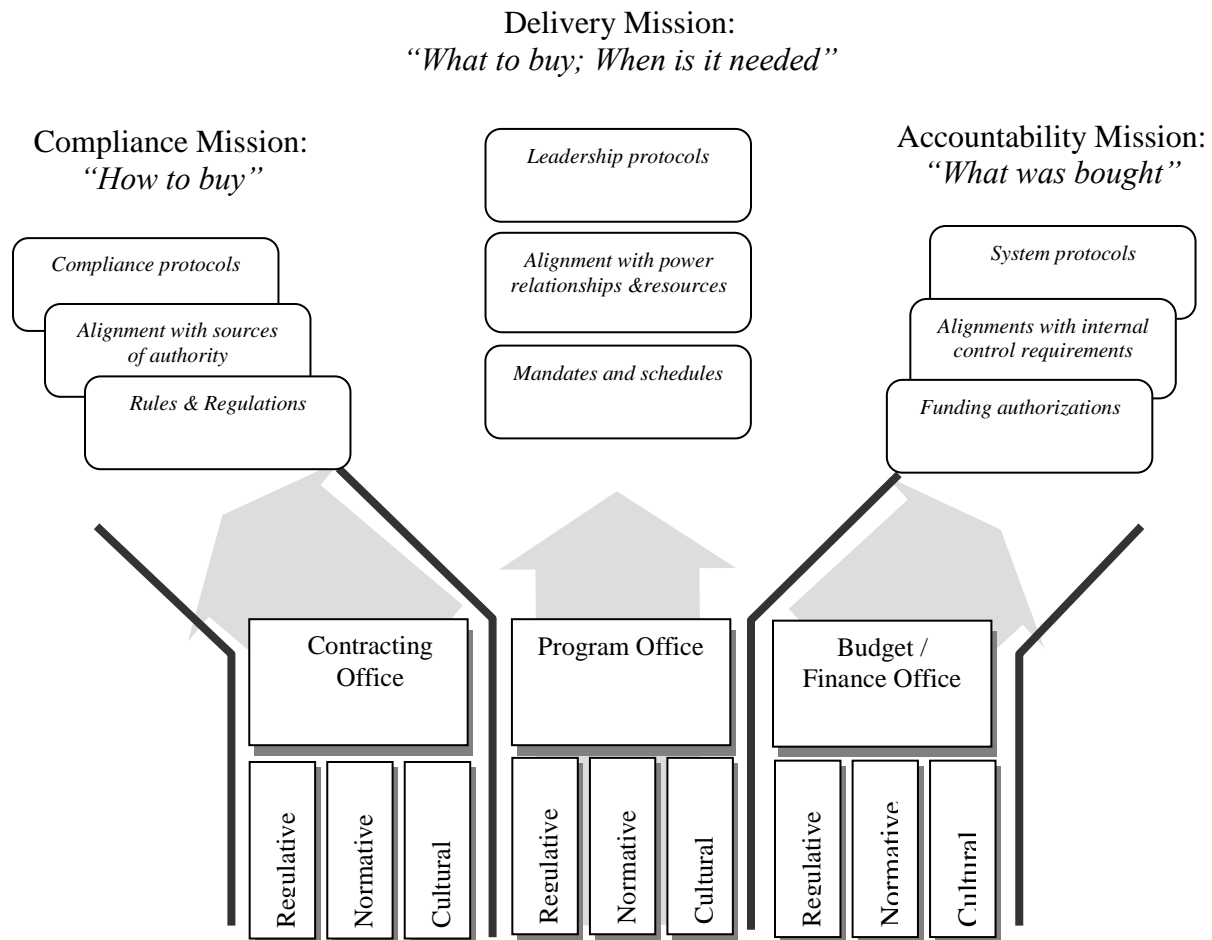 Delivery Mission:
“What to buy; When is it needed”
Compliance Mission:
“How to buy”
Accountability Mission:
“What was bought”
Leadership protocols
Alignment with power
relationships &resources
Mandates and schedules
Compliance protocols
Alignment with sources
of authority
Rules & Regulations
System protocols
Alignments with internal
control requirements
Funding authorizations
Contracting
Office
Program Office
Budget /
Finance Office
Regulative
Normative
Cultural
Regulative
Normative
Cultural
Regulative
Normative
Cultural